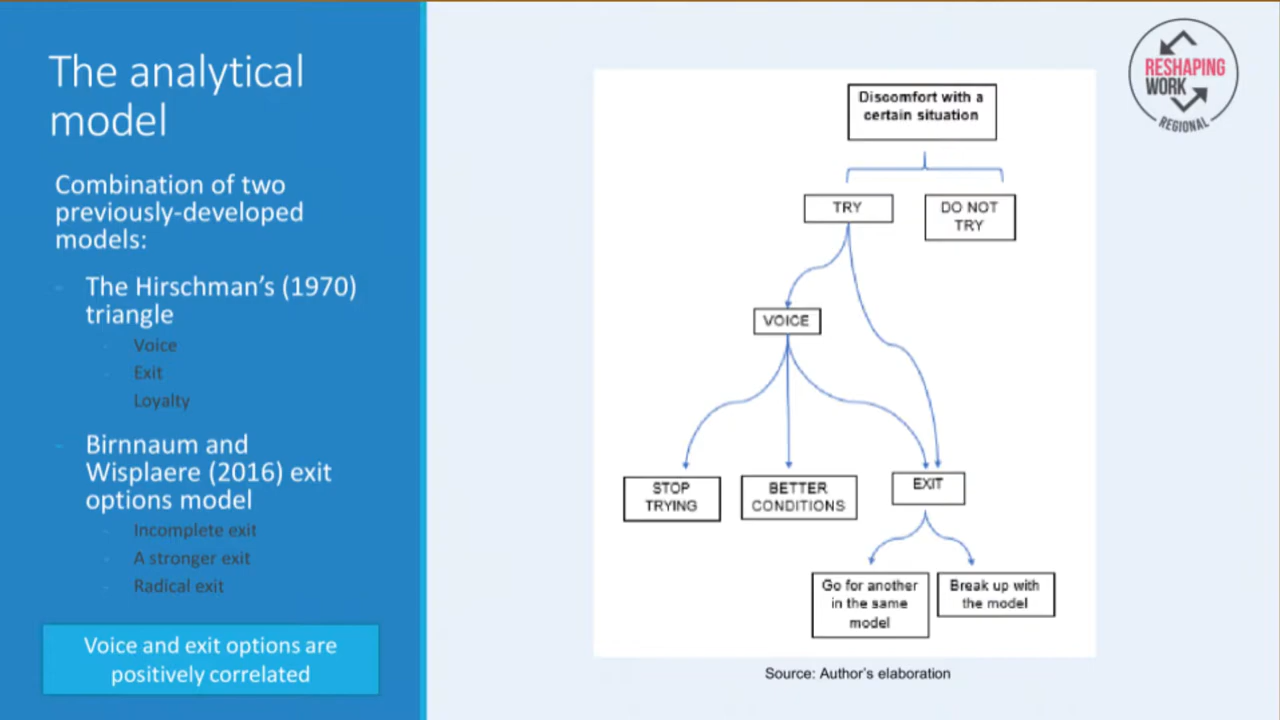 The analytical
model
Combination of two
previously-developed
models:
- The Hirschman's (1970)
triangle
- Voice
- Exit
Loyalty
- Birnnaum and
Wisplaere (2016) exit
options model
- Incomplete exit
- A stronger exit
- Radical exit
Voice and exit options are
positively correlated
Discomfort with a
certain situation
TRY
DO NOT
TRY
VOICE
STOP
TRYING
BETTER
CONDITIONS
EXIT
Go for another
in the same
model
Break up with
the model
Source: Author's elaboration
RESHAPING
WORK
REGIONAL